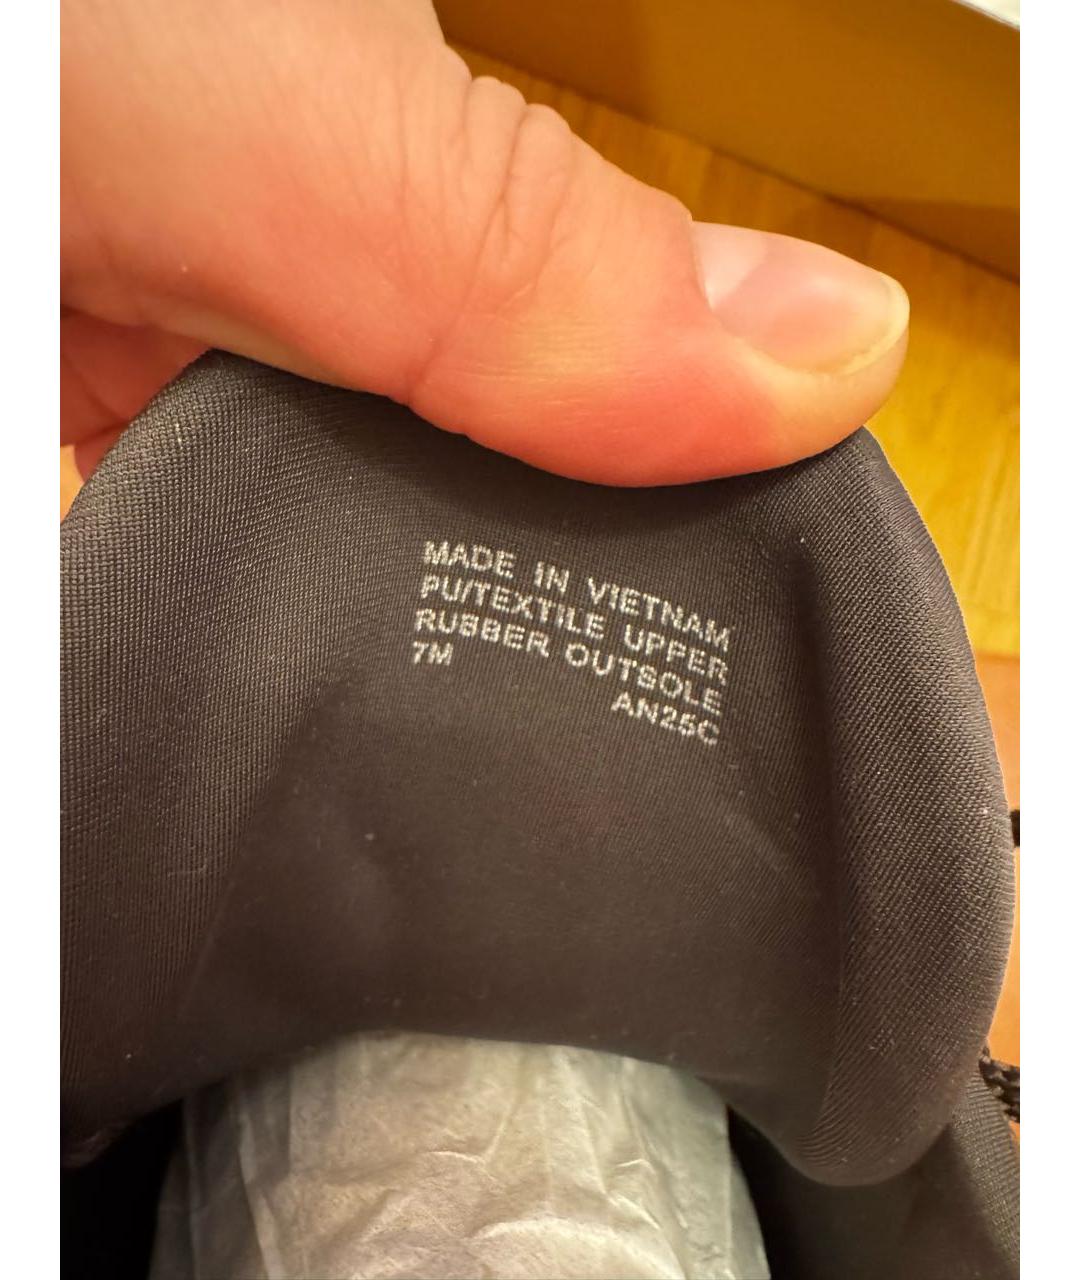 MADE IN VIETNAM
PU/TEXTILE UPPER
RUBBER OUTSOLE
7M
AN25C